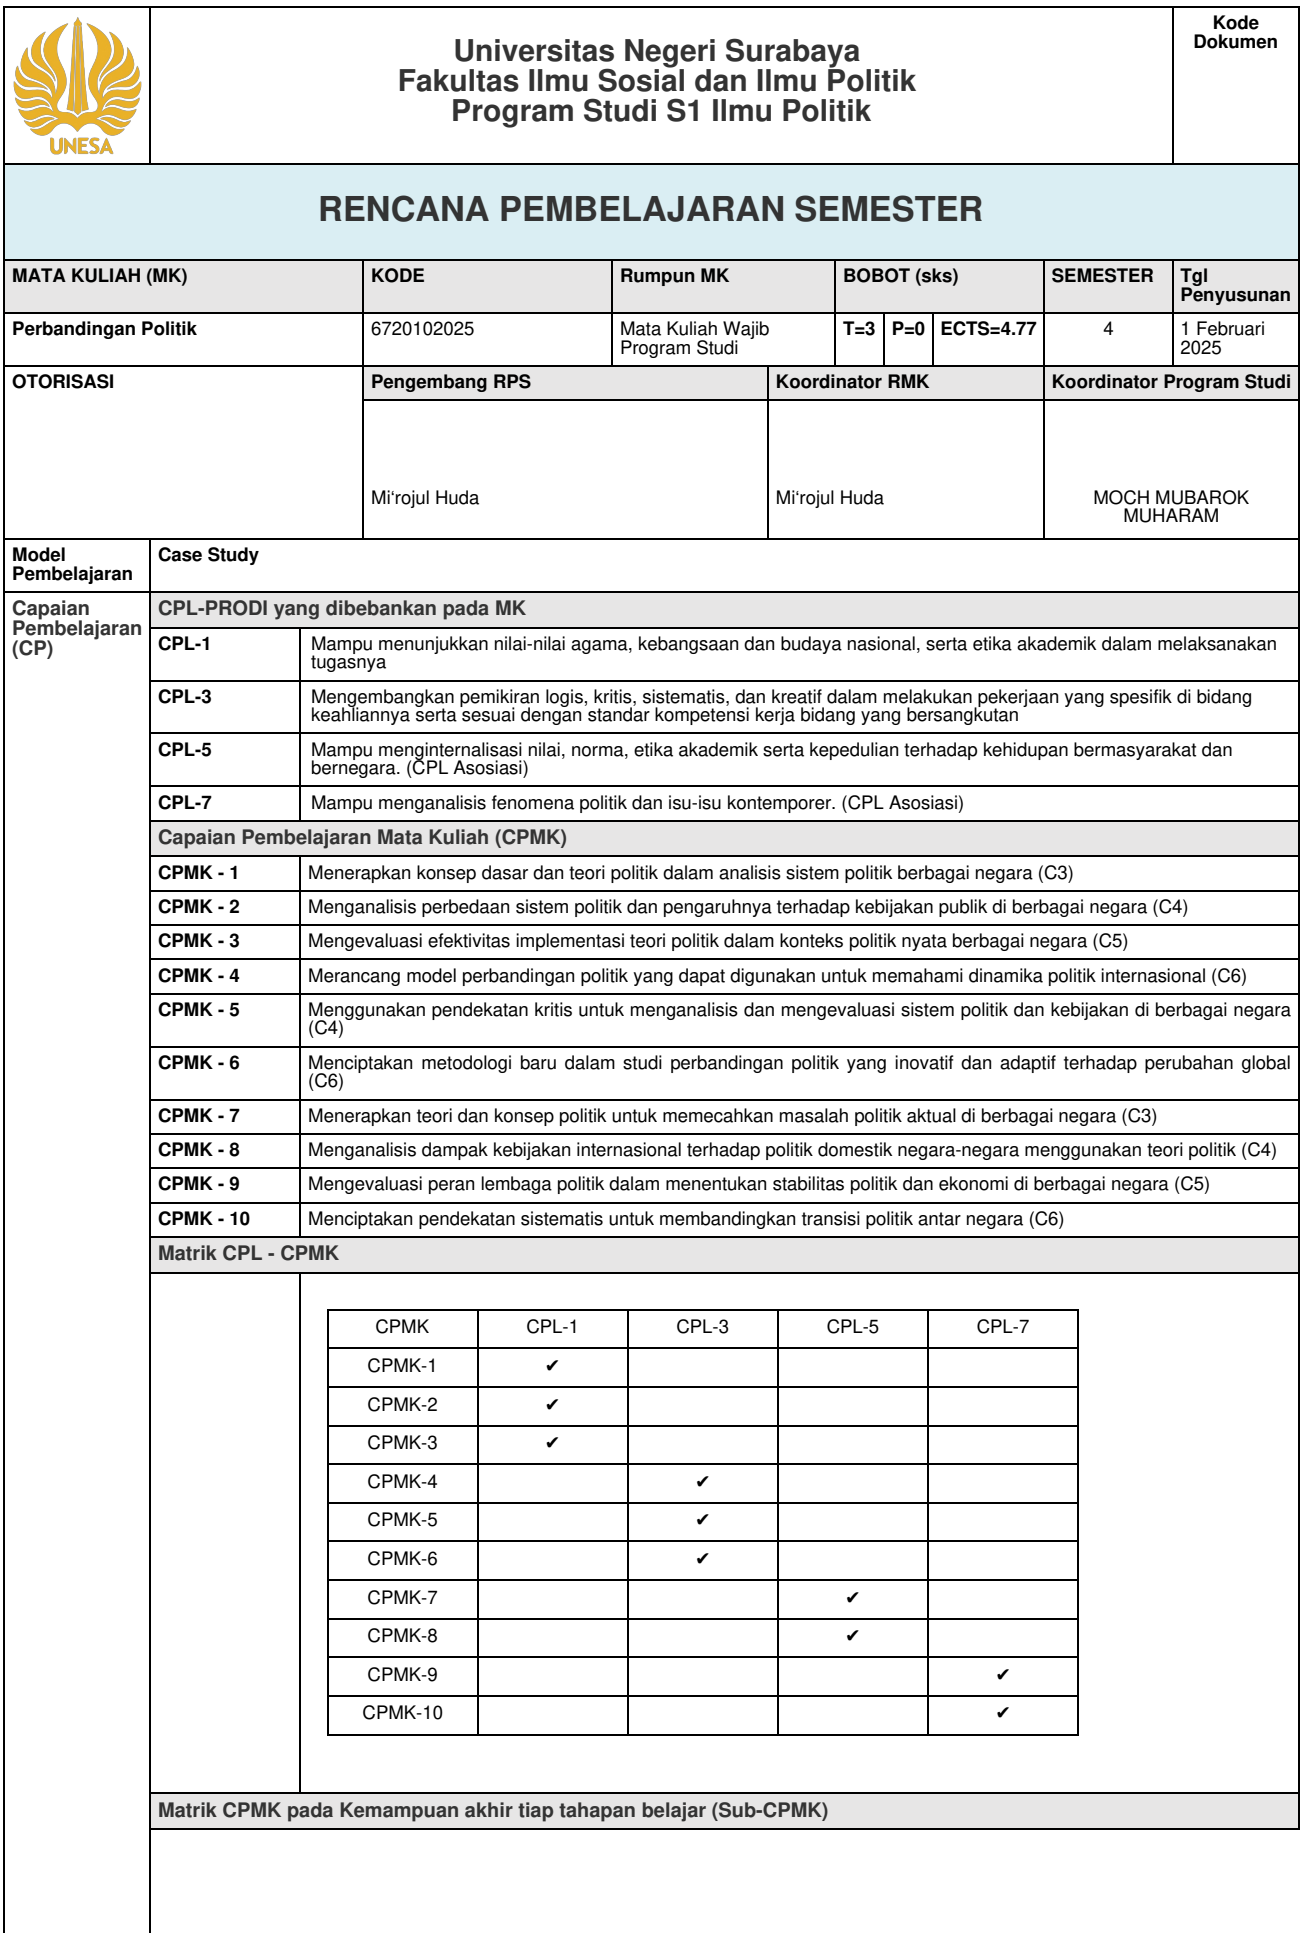 UNESA
Universitas Negeri Surabaya
Fakultas Ilmu Sosial dan Ilmu Politik
Program Studi S1 Ilmu Politik
Kode
Dokumen
RENCANA PEMBELAJARAN SEMESTER
MATA KULIAH (MK) KODE Rumpun MK BOBOT (sks) SEMESTER Tgl
Penyusunan
Perbandingan Politik 6720102025 Mata Kuliah Wajib
Program Studi T=3 P=0 ECTS=4.77 4 1 Februari
2025
OTORISASI Pengembang RPS Koordinator RMK Koordinator Program Studi
Mi‘rojul Huda Mi‘rojul Huda MOCH MUBAROK
MUHARAM
Model
Pembelajaran
Case Study
Capaian
Pembelajaran
(CP)
CPL-PRODI yang dibebankan pada MK
CPL-1 Mampu menunjukkan nilai-nilai agama, kebangsaan dan budaya nasional, serta etika akademik dalam melaksanakan
tugasnya
CPL-3 Mengembangkan pemikiran logis, kritis, sistematis, dan kreatif dalam melakukan pekerjaan yang spesifik di bidang
keahliannya serta sesuai dengan standar kompetensi kerja bidang yang bersangkutan
CPL-5 Mampu menginternalisasi nilai, norma, etika akademik serta kepedulian terhadap kehidupan bermasyarakat dan
bernegara. (CPL Asosiasi)
CPL-7 Mampu menganalisis fenomena politik dan isu-isu kontemporer. (CPL Asosiasi)
Capaian Pembelajaran Mata Kuliah (CPMK)
CPMK - 1 Menerapkan konsep dasar dan teori politik dalam analisis sistem politik berbagai negara (C3)
CPMK - 2 Menganalisis perbedaan sistem politik dan pengaruhnya terhadap kebijakan publik di berbagai negara (C4)
CPMK - 3 Mengevaluasi efektivitas implementasi teori politik dalam konteks politik nyata berbagai negara (C5)
CPMK - 4 Merancang model perbandingan politik yang dapat digunakan untuk memahami dinamika politik internasional (C6)
CPMK - 5 Menggunakan pendekatan kritis untuk menganalisis dan mengevaluasi sistem politik dan kebijakan di berbagai negara
(C4)
CPMK - 6 Menciptakan metodologi baru dalam studi perbandingan politik yang inovatif dan adaptif terhadap perubahan global
(C6)
CPMK - 7 Menerapkan teori dan konsep politik untuk memecahkan masalah politik aktual di berbagai negara (C3)
CPMK - 8 Menganalisis dampak kebijakan internasional terhadap politik domestik negara-negara menggunakan teori politik (C4)
CPMK - 9 Mengevaluasi peran lembaga politik dalam menentukan stabilitas politik dan ekonomi di berbagai negara (C5)
CPMK - 10 Menciptakan pendekatan sistematis untuk membandingkan transisi politik antar negara (C6)
Matrik CPL - CPMK
CPMK CPL-1 CPL-3 CPL-5 CPL-7
CPMK-1 ✔
CPMK-2 ✔
CPMK-3 ✔
CPMK-4 ✔
CPMK-5 ✔
CPMK-6 ✔
CPMK-7 ✔
CPMK-8 ✔
CPMK-9 ✔
CPMK-10 ✔
Matrik CPMK pada Kemampuan akhir tiap tahapan belajar (Sub-CPMK)